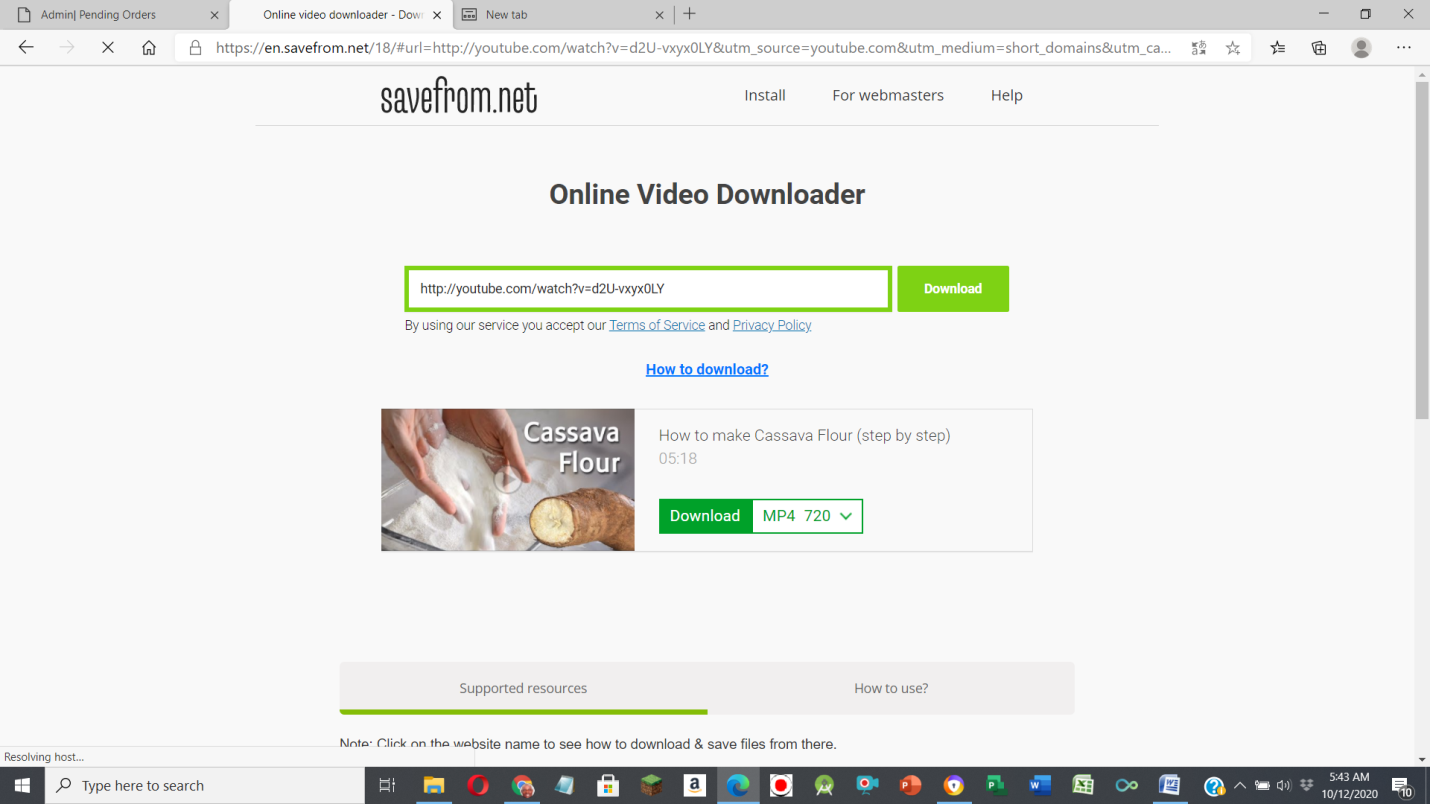 Admin| Pending Orders
Online video downloader - Dow
New tab
https://en.savefrom.net/18/#url=http://youtube.com/watch?v=d2U-vxyx0LY&utm_source=youtube.com&utm_medium=short_domains&utm_ca...
savefrom.net
Install
For webmasters
Help
Online Video Downloader
http://youtube.com/watch?v=d2U-vxyx0LY
Download
By using our service you accept our Terms of Service and Privacy Policy
How to download?
Cassava
Flour
How to make Cassava Flour (step by step)
05:18
Download MP4 720
Supported resources
How to use?
Note: Click on the website name to see how to download & save files from there.
Resolving host...
Type here to search
5:43 AM
10/12/2020
10